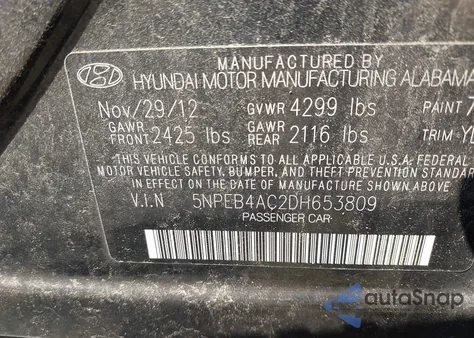 MANUFACTURED BY
HYUNDAI MOTOR MANUFACTURING ALABAMA
Nov/29/12 GVWR 4299 lbs PAINT
GAWR FRONT 2425 lbs GAWR REAR 2116 lbs TRIM
THIS VEHICLE CONFORMS TO ALL APPLICABLE U.S.A. FEDERAL
MOTOR VEHICLE SAFETY, BUMPER, AND THEFT PREVENTION STANDARDS
IN EFFECT ON THE DATE OF MANUFACTURE SHOWN ABOVE.
V.I.N 5NPEB4AC2DH653809
PASSENGER CAR
autoSnap